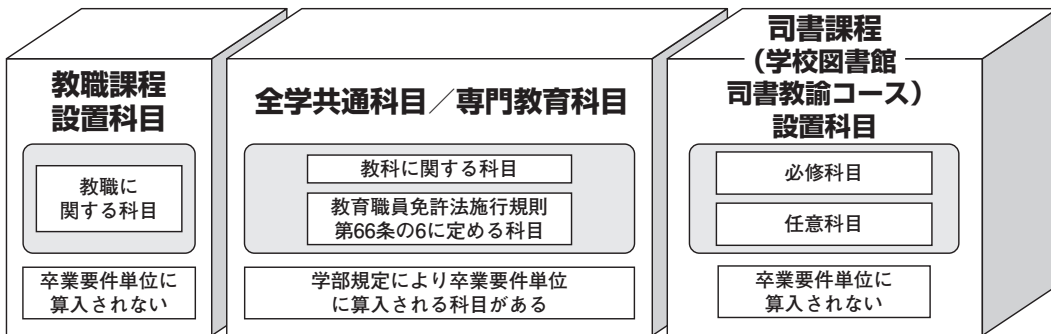 教職課程
設置科目
教職に
関する科目
卒業要件単位に
算入されない
全学共通科目／専門教育科目
教科に関する科目
教育職員免許法施行規則
第66条の6に定める科目
学部規定により卒業要件単位
に算入される科目がある
司書課程
（学校図書館
司書教諭コース）
設置科目
必修科目
任意科目
卒業要件単位に
算入されない